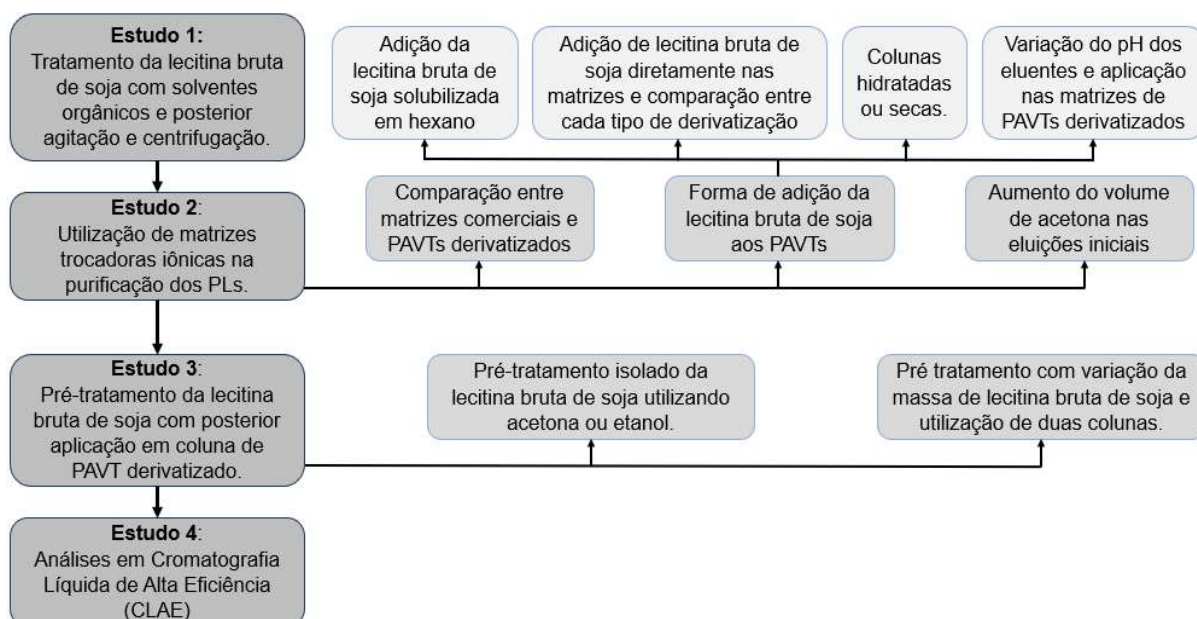 Estudo 1:
Tratamento da lecitina bruta
de soja com solventes
orgânicos e posterior
agitação e centrifugação.
Adição da
lecitina bruta de
soja solubilizada
em hexano
Adição de lecitina bruta de
soja diretamente nas
matrizes e comparação entre
cada tipo de derivatização
Colunas
hidratadas
ou secas.
Variação do pH dos
eluentes e aplicação
nas matrizes de
PAVTs derivatizados
Estudo 2:
Utilização de matrizes
trocadoras iônicas na
purificação dos PLs.
Comparação entre
matrizes comerciais e
PAVTs derivatizados
Forma de adição da
lecitina bruta de soja
aos PAVTs
Aumento do volume
de acetona nas
eluições iniciais
Estudo 3:
Pré-tratamento da lecitina
bruta de soja com posterior
aplicação em coluna de
PAVT derivatizado.
Pré-tratamento isolado da
lecitina bruta de soja utilizando
acetona ou etanol.
Pré tratamento com variação da
massa de lecitina bruta de soja e
utilização de duas colunas.
Estudo 4:
Análises em Cromatografia
Líquida de Alta Eficiência
(CLAE)